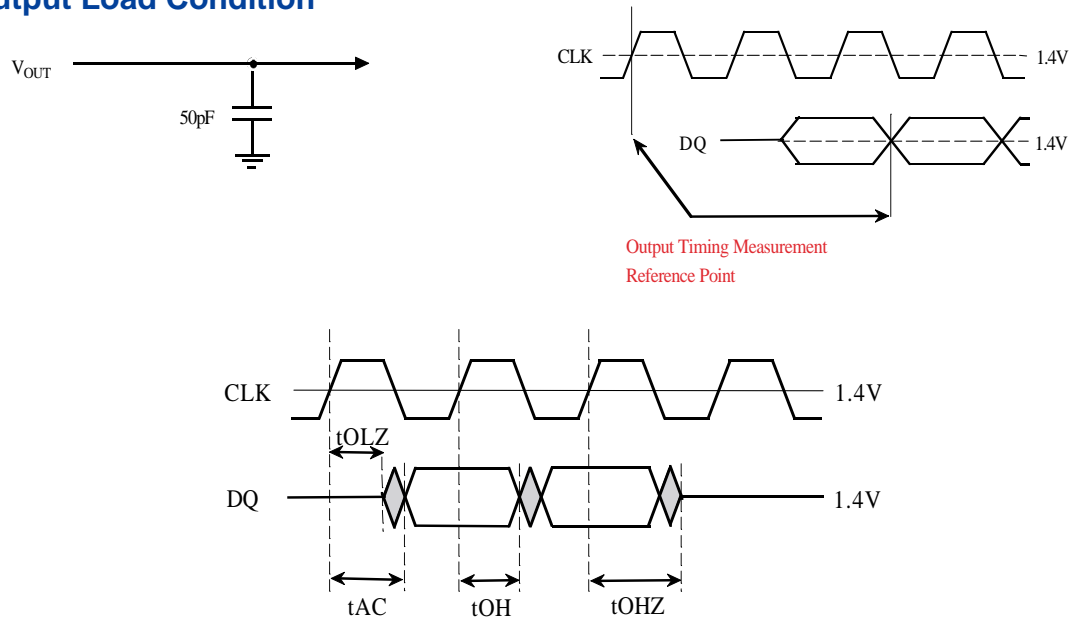 utput Load Condition
VOUT
50pF
CLK
1.4V
DQ
1.4V
Output Timing Measurement
Reference Point
CLK
1.4V
tOLZ
DQ
1.4V
tAC
tOH
tOHZ